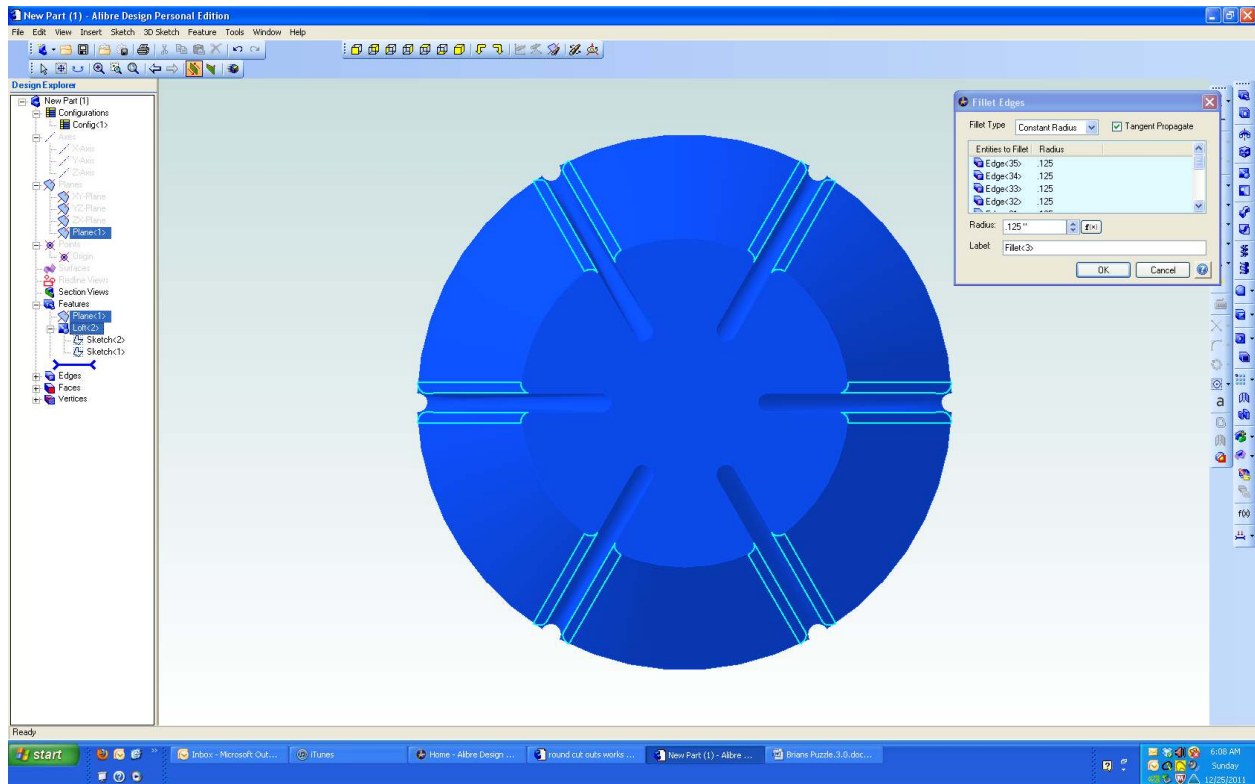 New Part (1) - Alibre Design Personal Edition
File Edit View Insert Sketch 3D Sketch Feature Tools Window Help
Design Explorer
New Part (1)
Configurations
Config<1>
Axes
X-Axis
Y-Axis
Z-Axis
Planes
XY-Plane
YZ-Plane
ZX-Plane
Plane<1>
Points
Origin
Surfaces
Redline Views
Section Views
Features
Plane<1>
Loft<2>
Sketch<2>
Sketch<1>
Edges
Faces
Vertices
Fillet Edges
Fillet Type Constant Radius Tangent Propagate
Entities to Fillet Radius
Edge<35> .125
Edge<34> .125
Edge<33> .125
Edge<32> .125
Radius: .125 " f(x)
Label: Fillet<3>
OK Cancel
a
f(x)
Ready
start
Inbox - Microsoft Out... iTunes Home - Alibre Design ... round cut outs works ... New Part (1) - Alibre ... Brians Puzzle.3.0.doc...
6:08 AM
Sunday
12/25/2011